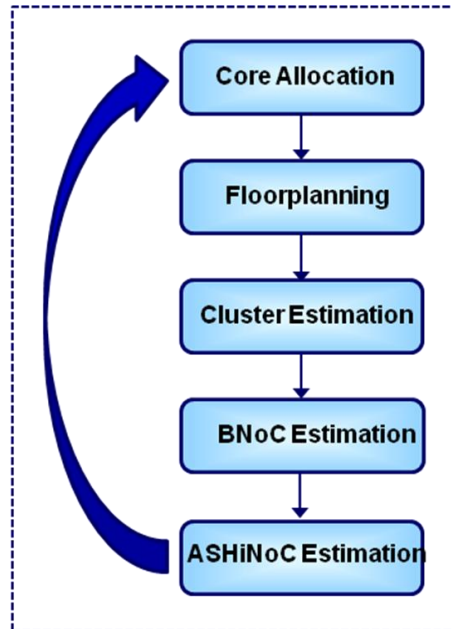 Core Allocation
Floorplanning
Cluster Estimation
BNoC Estimation
ASHiNoC Estimation